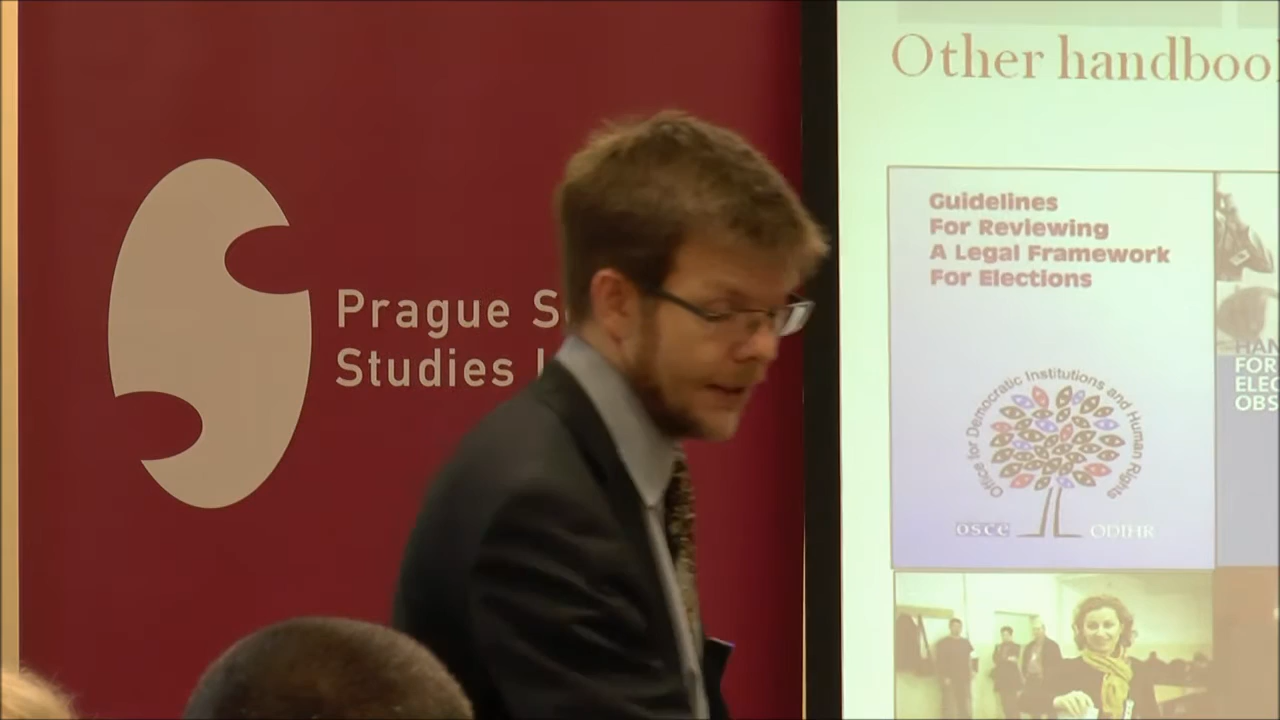 Other handboo
Prague S
Studies I
Guidelines
For Reviewing
A Legal Framework
For Elections
Office for Democratic Institutions and Human Rights
osce
ODIHR
HAN
FOR
ELEC
OBS